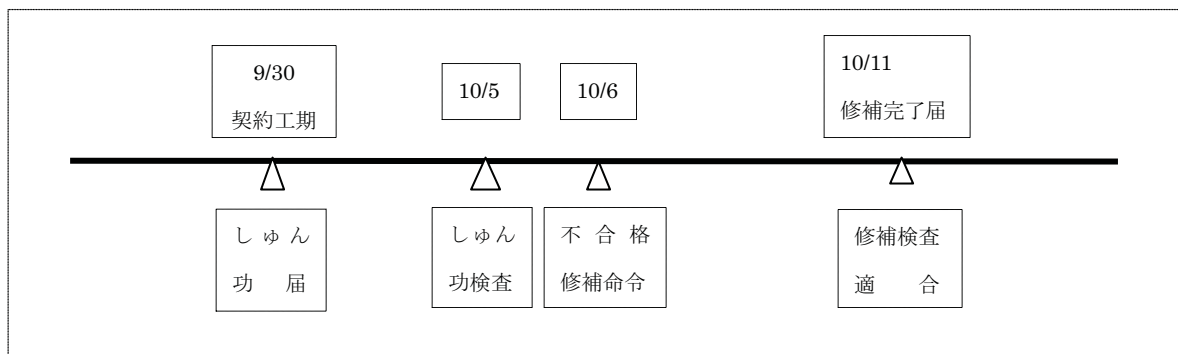 9/30
契約工期
10/5
10/6
10/11
修補完了届
しゅん
功 届
しゅん
功検査
不 合 格
修補命令
修補検査
適 合